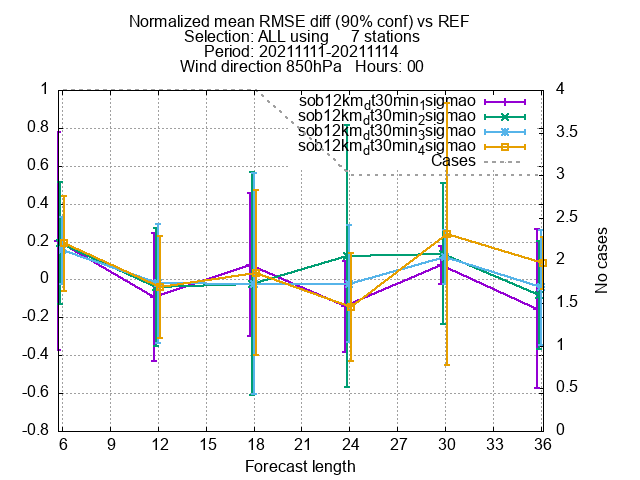 Normalized mean RMSE diff (90% conf) vs REF
Selection: ALL using 7 stations
Period: 20211111-20211114
Wind direction 850hPa Hours: 00
sob12km_dt30min_1sigmao
sob12km_dt30min_2sigmao
sob12km_dt30min_3sigmao
sob12km_dt30min_4sigmao
Cases
1
0.8
0.6
0.4
0.2
0
-0.2
-0.4
-0.6
-0.8
4
3.5
3
2.5
2
1.5
1
0.5
0
No cases
6 9 12 15 18 21 24 27 30 33 36
Forecast length